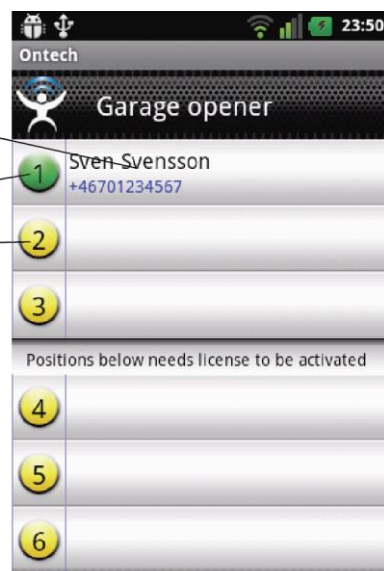 23:50
Ontech
Garage opener
1 Sven Svensson
+46701234567
2
3
Positions below needs license to be activated
4
5
6